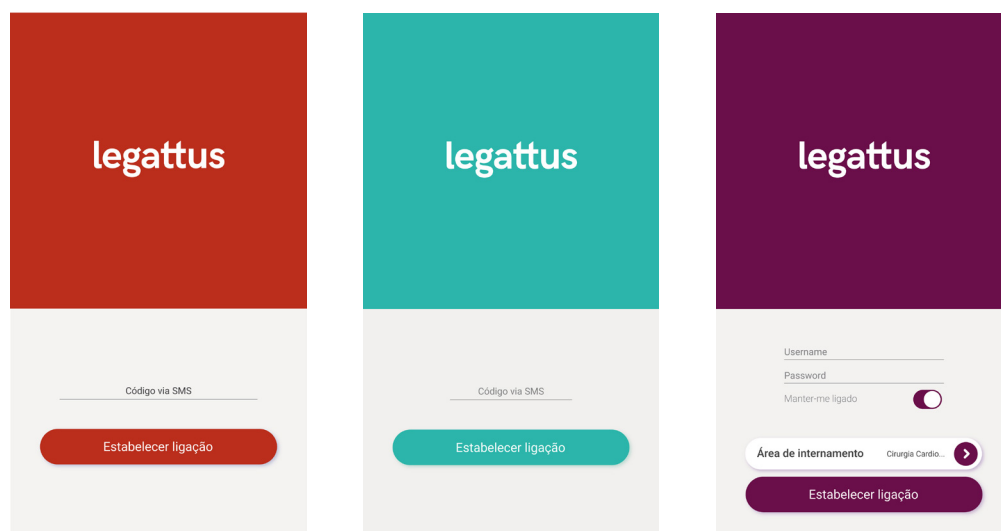 legattus
Código via SMS
Estabelecer ligação
legattus
Código via SMS
Estabelecer ligação
legattus
Username
Password
Manter-me ligado
Área de internamento Cirurgia Cardio...
Estabelecer ligação